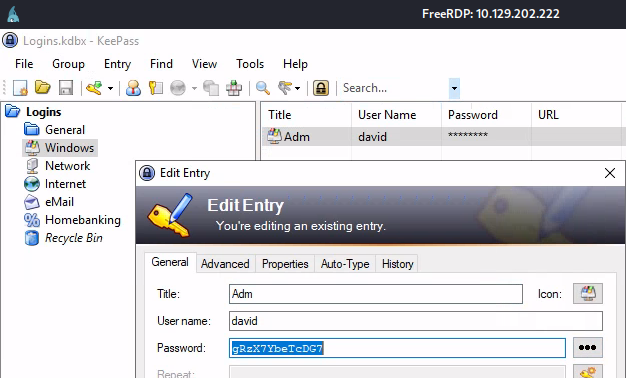 FreeRDP: 10.129.202.222
Logins.kdbx - KeePass
File Group Entry Find View Tools Help
Search...
Logins
General
Windows
Network
Internet
eMail
Homebanking
Recycle Bin
Title User Name Password URL
Adm david ********
Edit Entry
Edit Entry
You're editing an existing entry.
General Advanced Properties Auto-Type History
Title: Adm Icon:
User name: david
Password: gRzX7YbeTcDG7
Repeat: